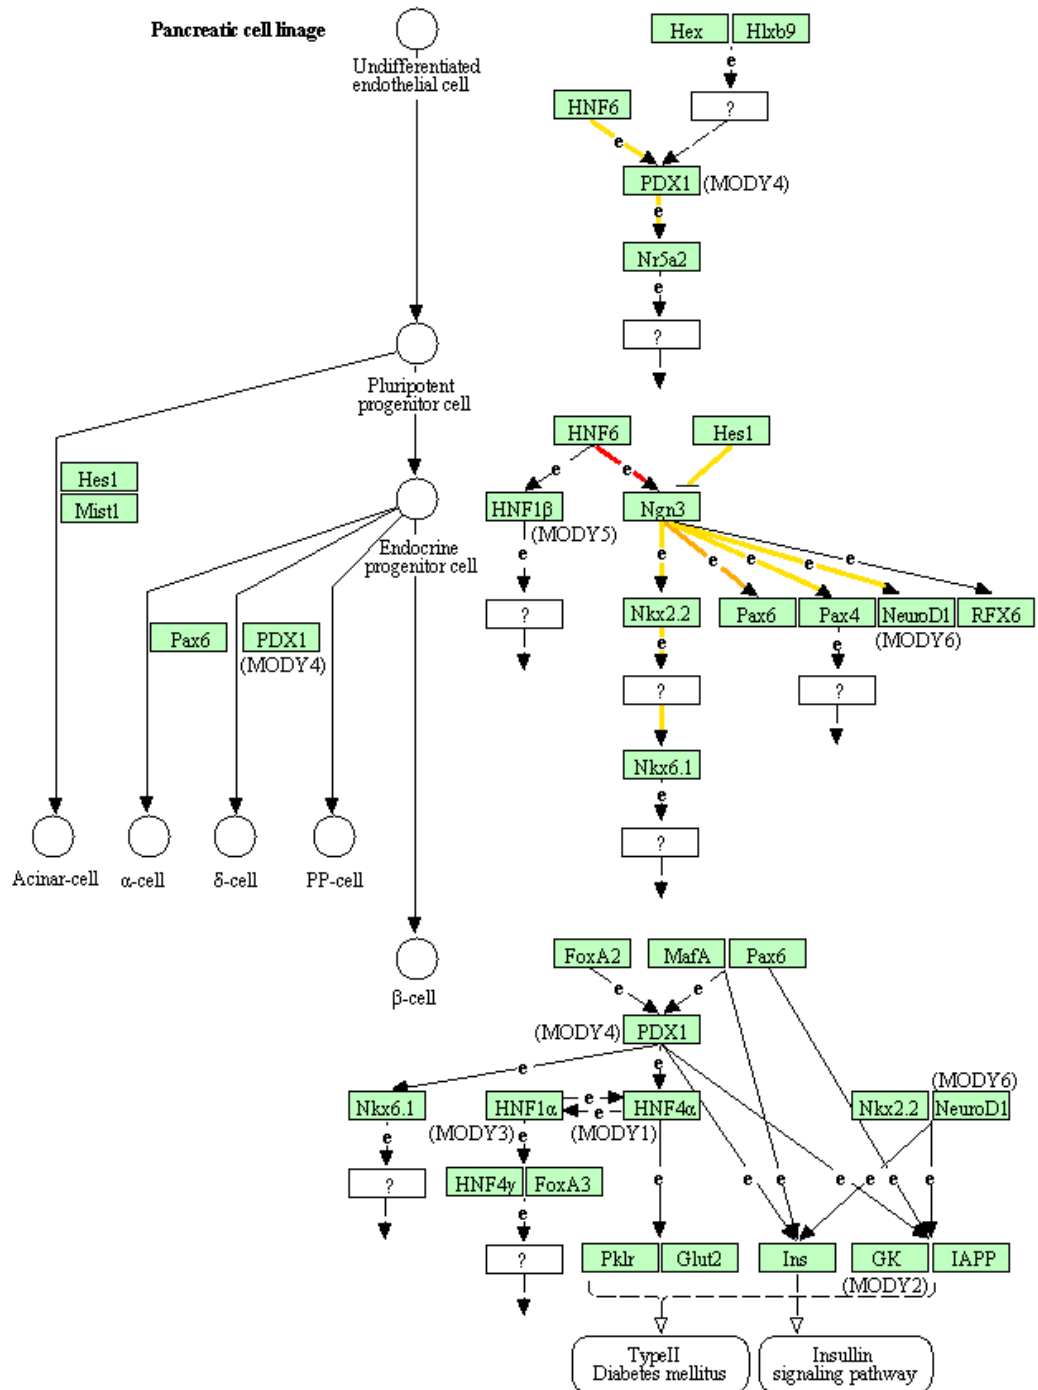 Pancreatic cell linage
Undifferentiated
endothelial cell
Hex
Hlxb9
e
?
HNF6
e
PDX1
(MODY4)
e
Nr5a2
e
?
Pluripotent
progenitor cell
HNF6
Hes1
e
e
Hes1
Mist1
HNF1β
(MODY5)
Ngn3
Endocrine
progenitor cell
e
e
e
e
e
e
?
Nkx2.2
Pax6
Pax4
NeuroD1
(MODY6)
RFX6
Pax6
PDX1
(MODY4)
e
e
?
?
Nkx6.1
e
?
Acinar-cell
α-cell
δ-cell
PP-cell
β-cell
FoxA2
MafA
Pax6
e
e
(MODY4)
PDX1
e
e
Nkx6.1
HNF1α
(MODY3)
e
e
HNF4α
(MODY1)
Nkx2.2
NeuroD1
(MODY6)
e
e
?
HNF4γ
FoxA3
e
e
e
e
e
e
e
e
?
Pklr
Glut2
Ins
GK
(MODY2)
IAPP
TypeII
Diabetes mellitus
Insullin
signaling pathway